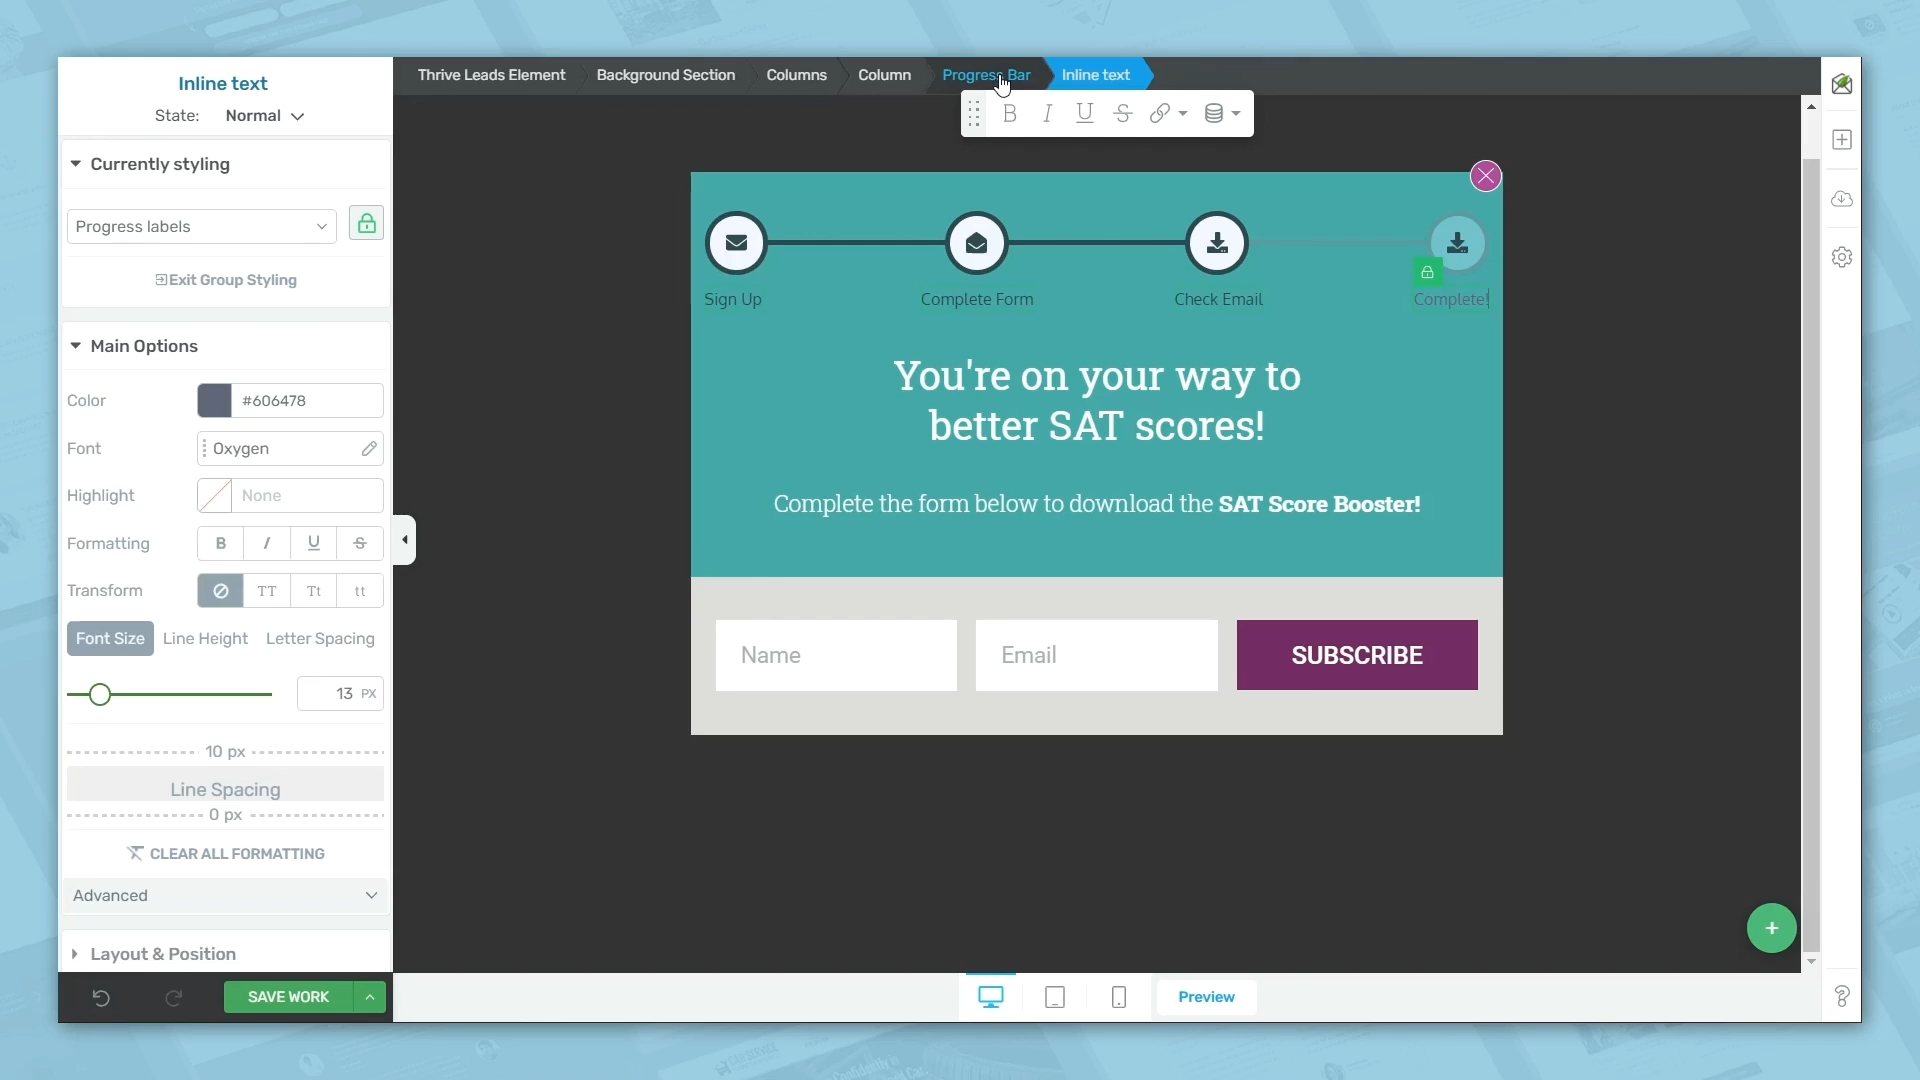 Inline text
State: Normal
Currently styling
Progress labels
Exit Group Styling
Main Options
Color #606478
Font Oxygen
Highlight None
Formatting B I U S
Transform TT Tt tt
Font Size Line Height Letter Spacing
13 PX
10 px
Line Spacing
0 px
CLEAR ALL FORMATTING
Advanced
Layout & Position
SAVE WORK
Thrive Leads Element Background Section Columns Column Progress Bar Inline text
B I U S
Sign Up Complete Form Check Email Complete!
You're on your way to
better SAT scores!
Complete the form below to download the SAT Score Booster!
Name Email SUBSCRIBE
Preview